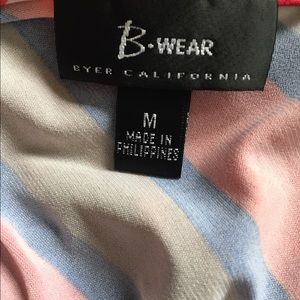 B•WEAR
BYER CALIFORNIA
M
MADE IN
PHILIPPINES